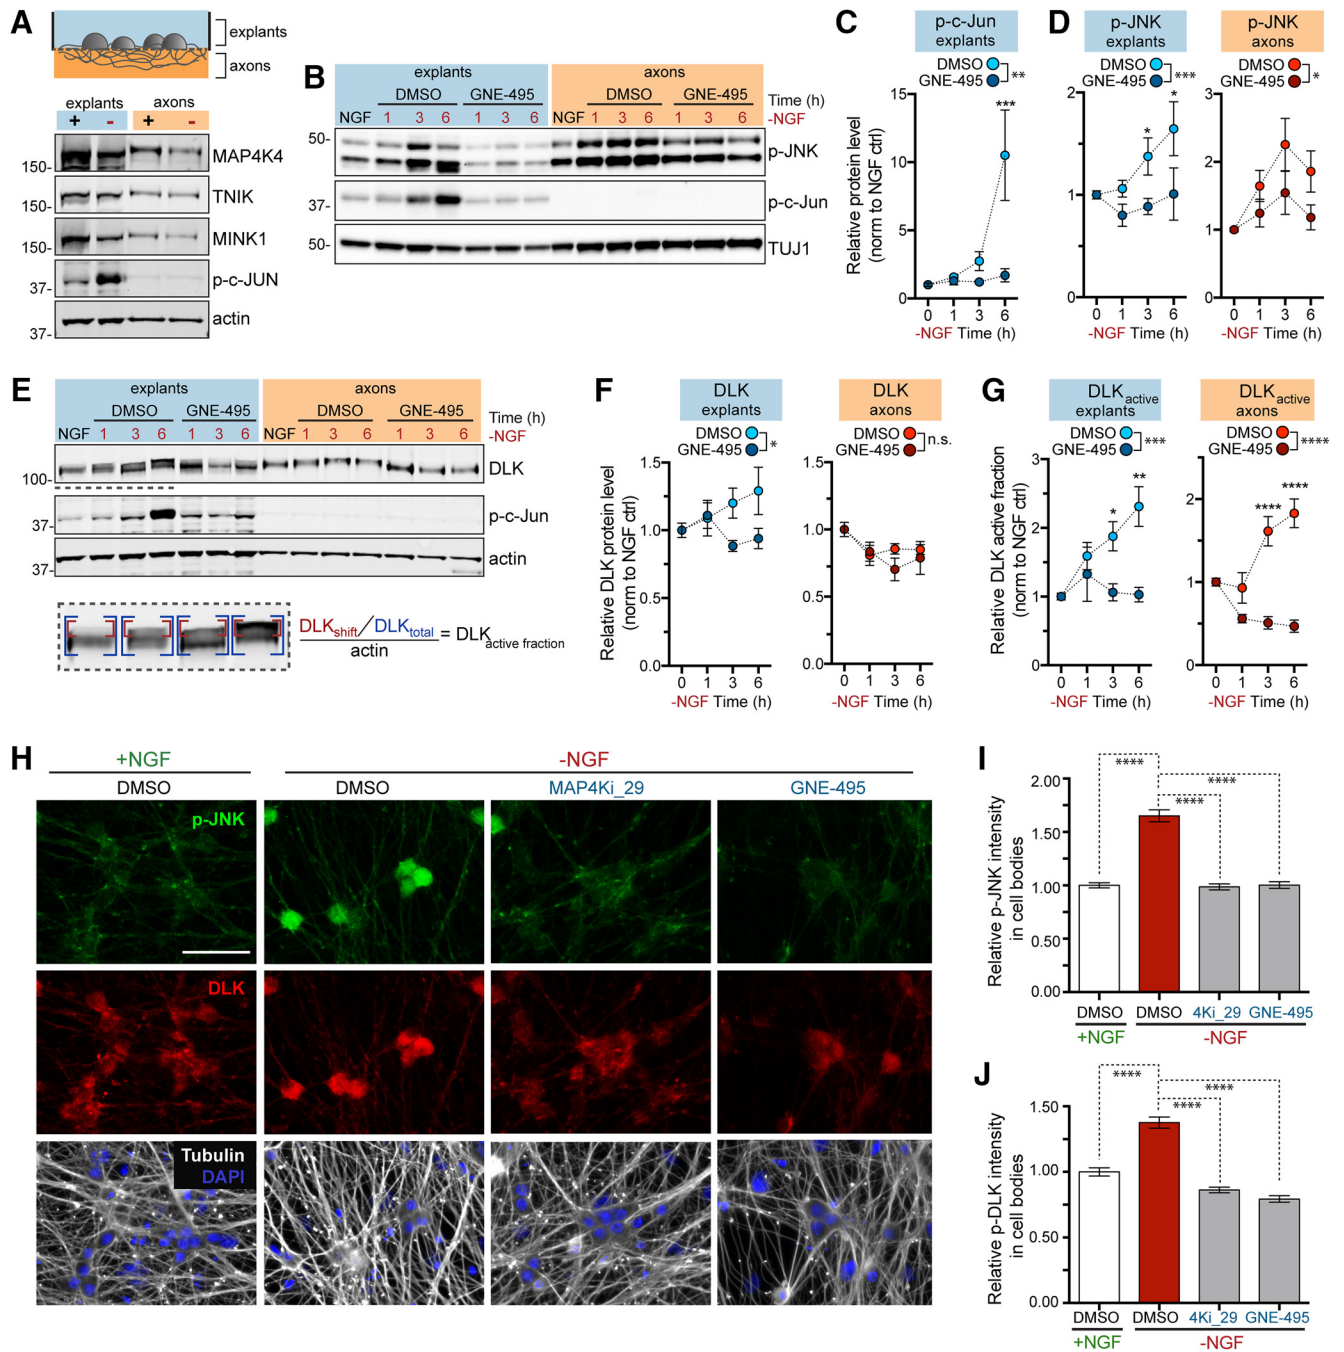 A
explants
axons
explants axons
+ - + -
MAP4K4
150-
TNIK
150-
MINK1
150-
p-c-JUN
37-
actin
37-
B
explants axons
DMSO GNE-495 DMSO GNE-495 Time (h)
NGF 1 3 6 1 3 6 NGF 1 3 6 1 3 6 -NGF
50-
p-JNK
37-
p-c-Jun
50-
TUJ1
C
p-c-Jun
explants
DMSO
GNE-495
**
Relative protein level
(norm to NGF ctrl)
15
10
5
0
***
0 1 3 6
-NGF Time (h)
D
p-JNK
explants
DMSO
GNE-495
***
2
1
0
* *
0 1 3 6
-NGF Time (h)
p-JNK
axons
DMSO
GNE-495
*
3
2
1
0
0 1 3 6
E
explants axons
DMSO GNE-495 DMSO GNE-495 Time (h)
NGF 1 3 6 1 3 6 NGF 1 3 6 1 3 6 -NGF
DLK
100-
p-c-Jun
37-
actin
37-
DLKshift/DLKtotal = DLKactive fraction
actin
F
DLK
explants
DMSO
GNE-495
*
Relative DLK protein level
(norm to NGF ctrl)
1.5
1.0
0.5
0.0
0 1 3 6
-NGF Time (h)
DLK
axons
DMSO
GNE-495
n.s.
1.5
1.0
0.5
0.0
0 1 3 6
G
DLKactive
explants
DMSO
GNE-495
***
Relative DLK active fraction
(norm to NGF ctrl)
3
2
1
0
* **
0 1 3 6
-NGF Time (h)
DLKactive
axons
DMSO
GNE-495
****
2
1
0
**** ****
0 1 3 6
H
+NGF -NGF
DMSO DMSO MAP4Ki_29 GNE-495
p-JNK
DLK
Tubulin
DAPI
I
**** **** ****
Relative p-JNK intensity
in cell bodies
2.00
1.50
1.00
0.50
0.00
DMSO DMSO 4Ki_29 GNE-495
+NGF -NGF
J
**** **** ****
Relative p-DLK intensity
in cell bodies
1.50
1.00
0.50
0.00
DMSO DMSO 4Ki_29 GNE-495
+NGF -NGF